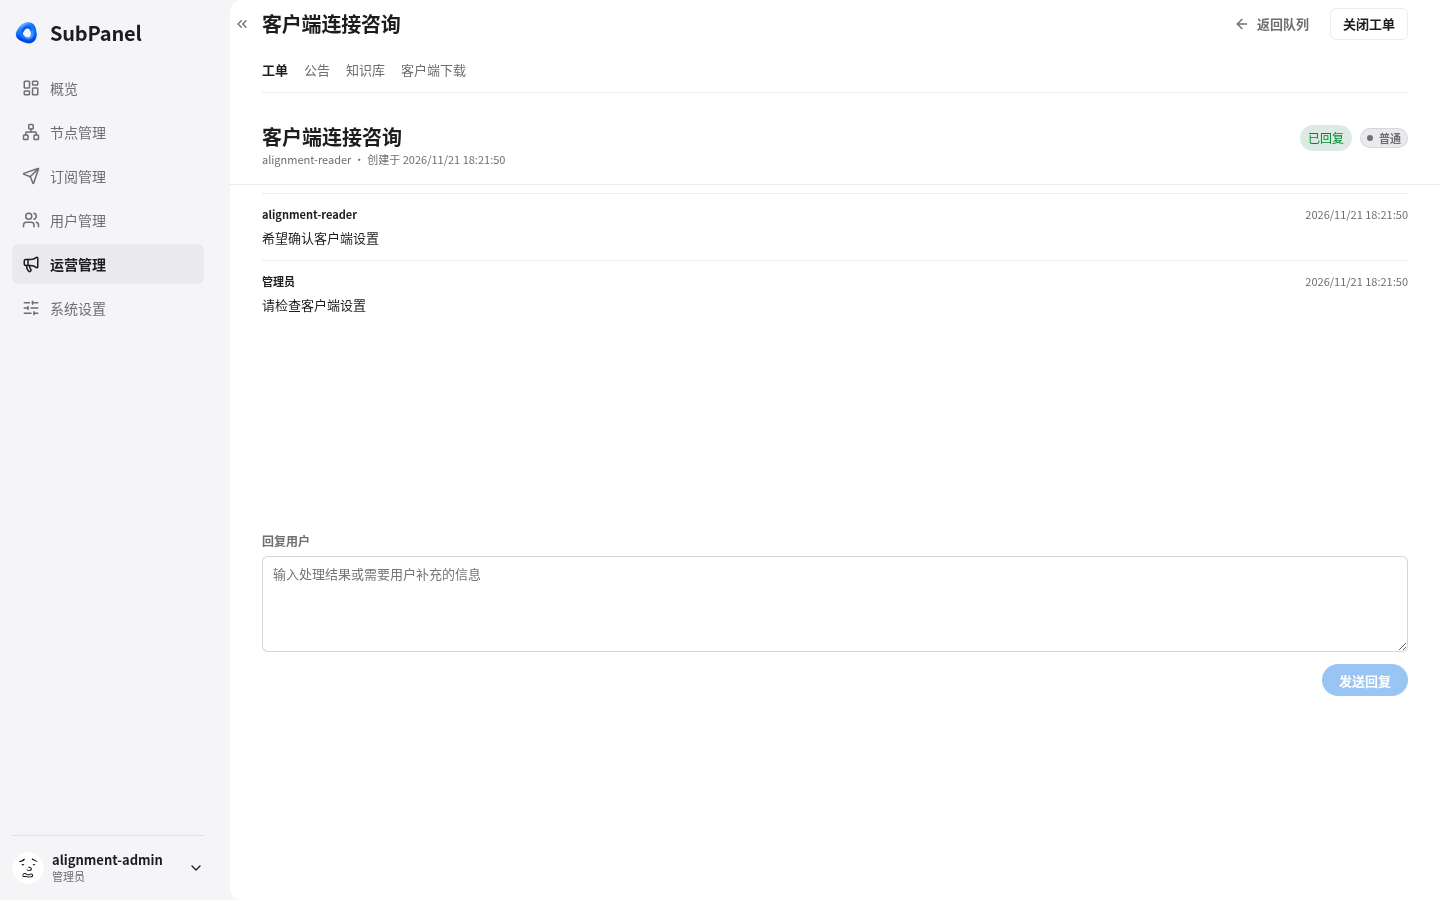 SubPanel
概览
节点管理
订阅管理
用户管理
运营管理
系统设置
alignment-admin
管理员
客户端连接咨询
返回队列
关闭工单
工单 公告 知识库 客户端下载
客户端连接咨询
已回复
普通
alignment-reader · 创建于 2026/11/21 18:21:50
alignment-reader
2026/11/21 18:21:50
希望确认客户端设置
管理员
2026/11/21 18:21:50
请检查客户端设置
回复用户
输入处理结果或需要用户补充的信息
发送回复